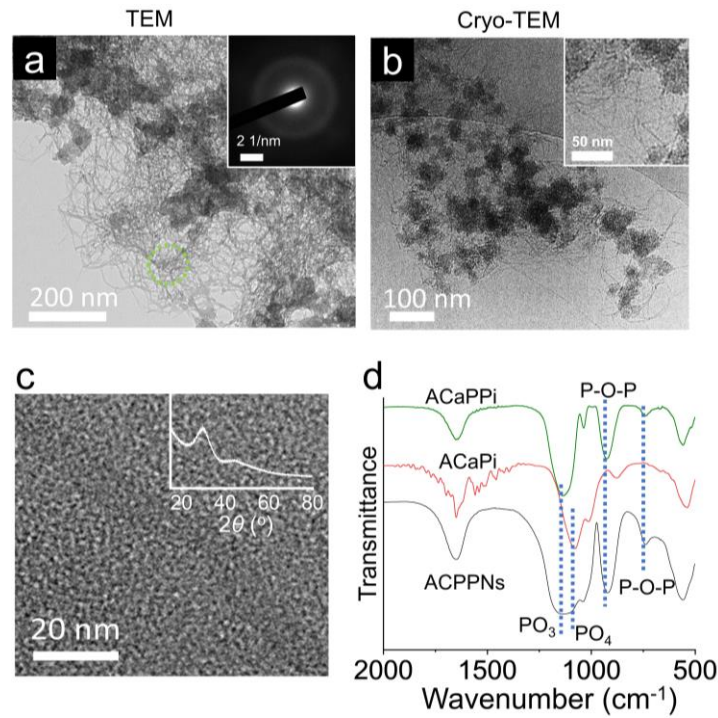 TEM
Cryo-TEM
a
2 1/nm
200 nm
b
50 nm
100 nm
c
20 40 60 80
2θ (º)
20 nm
d
P-O-P
ACaPPi
ACaPi
ACPPNs
P-O-P
PO₃
PO₄
Transmittance
2000 1500 1000 500
Wavenumber (cm⁻¹)